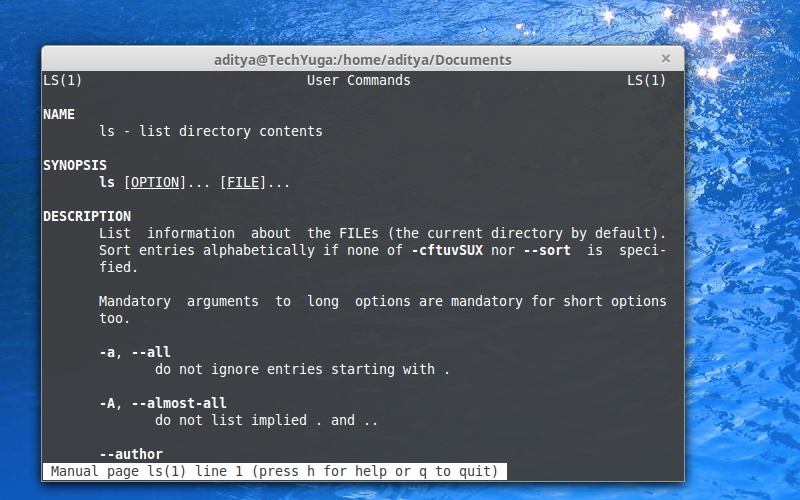 aditya@TechYuga:/home/aditya/Documents
LS(1) User Commands LS(1)
NAME
ls - list directory contents
SYNOPSIS
ls [OPTION]... [FILE]...
DESCRIPTION
List information about the FILEs (the current directory by default).
Sort entries alphabetically if none of -cftuvSUX nor --sort is speci-
fied.
Mandatory arguments to long options are mandatory for short options
too.
-a, --all
do not ignore entries starting with .
-A, --almost-all
do not list implied . and ..
--author
Manual page ls(1) line 1 (press h for help or q to quit)